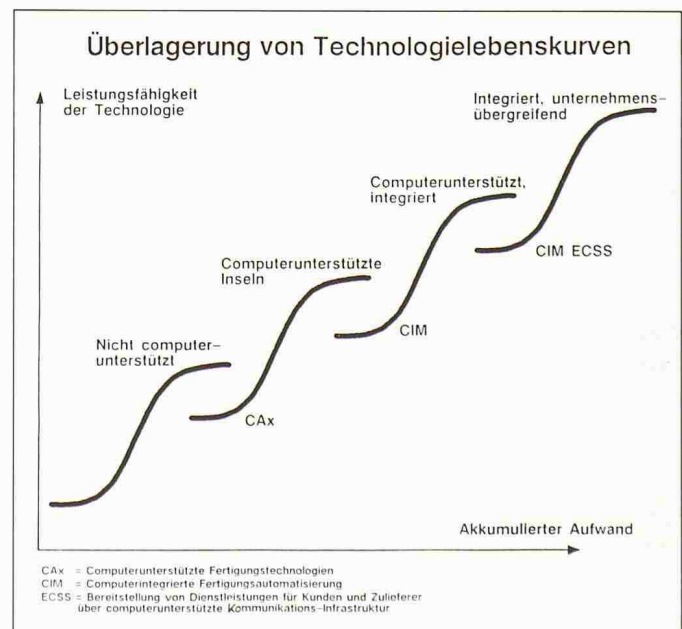 Überlagerung von Technologielebenskurven
Leistungsfähigkeit
der Technologie
Integriert, unternehmens-
übergreifend
Computerunterstützt,
integriert
CIM ECSS
Computerunterstützte
Inseln
CIM
Nicht computer-
unterstützt
CAx
Akkumulierter Aufwand
CAx = Computerunterstützte Fertigungstechnologien
CIM = Computerintegrierte Fertigungsautomatisierung
ECSS = Bereitstellung von Dienstleistungen für Kunden und Zulieferer
über computerunterstützte Kommunikations-Infrastruktur